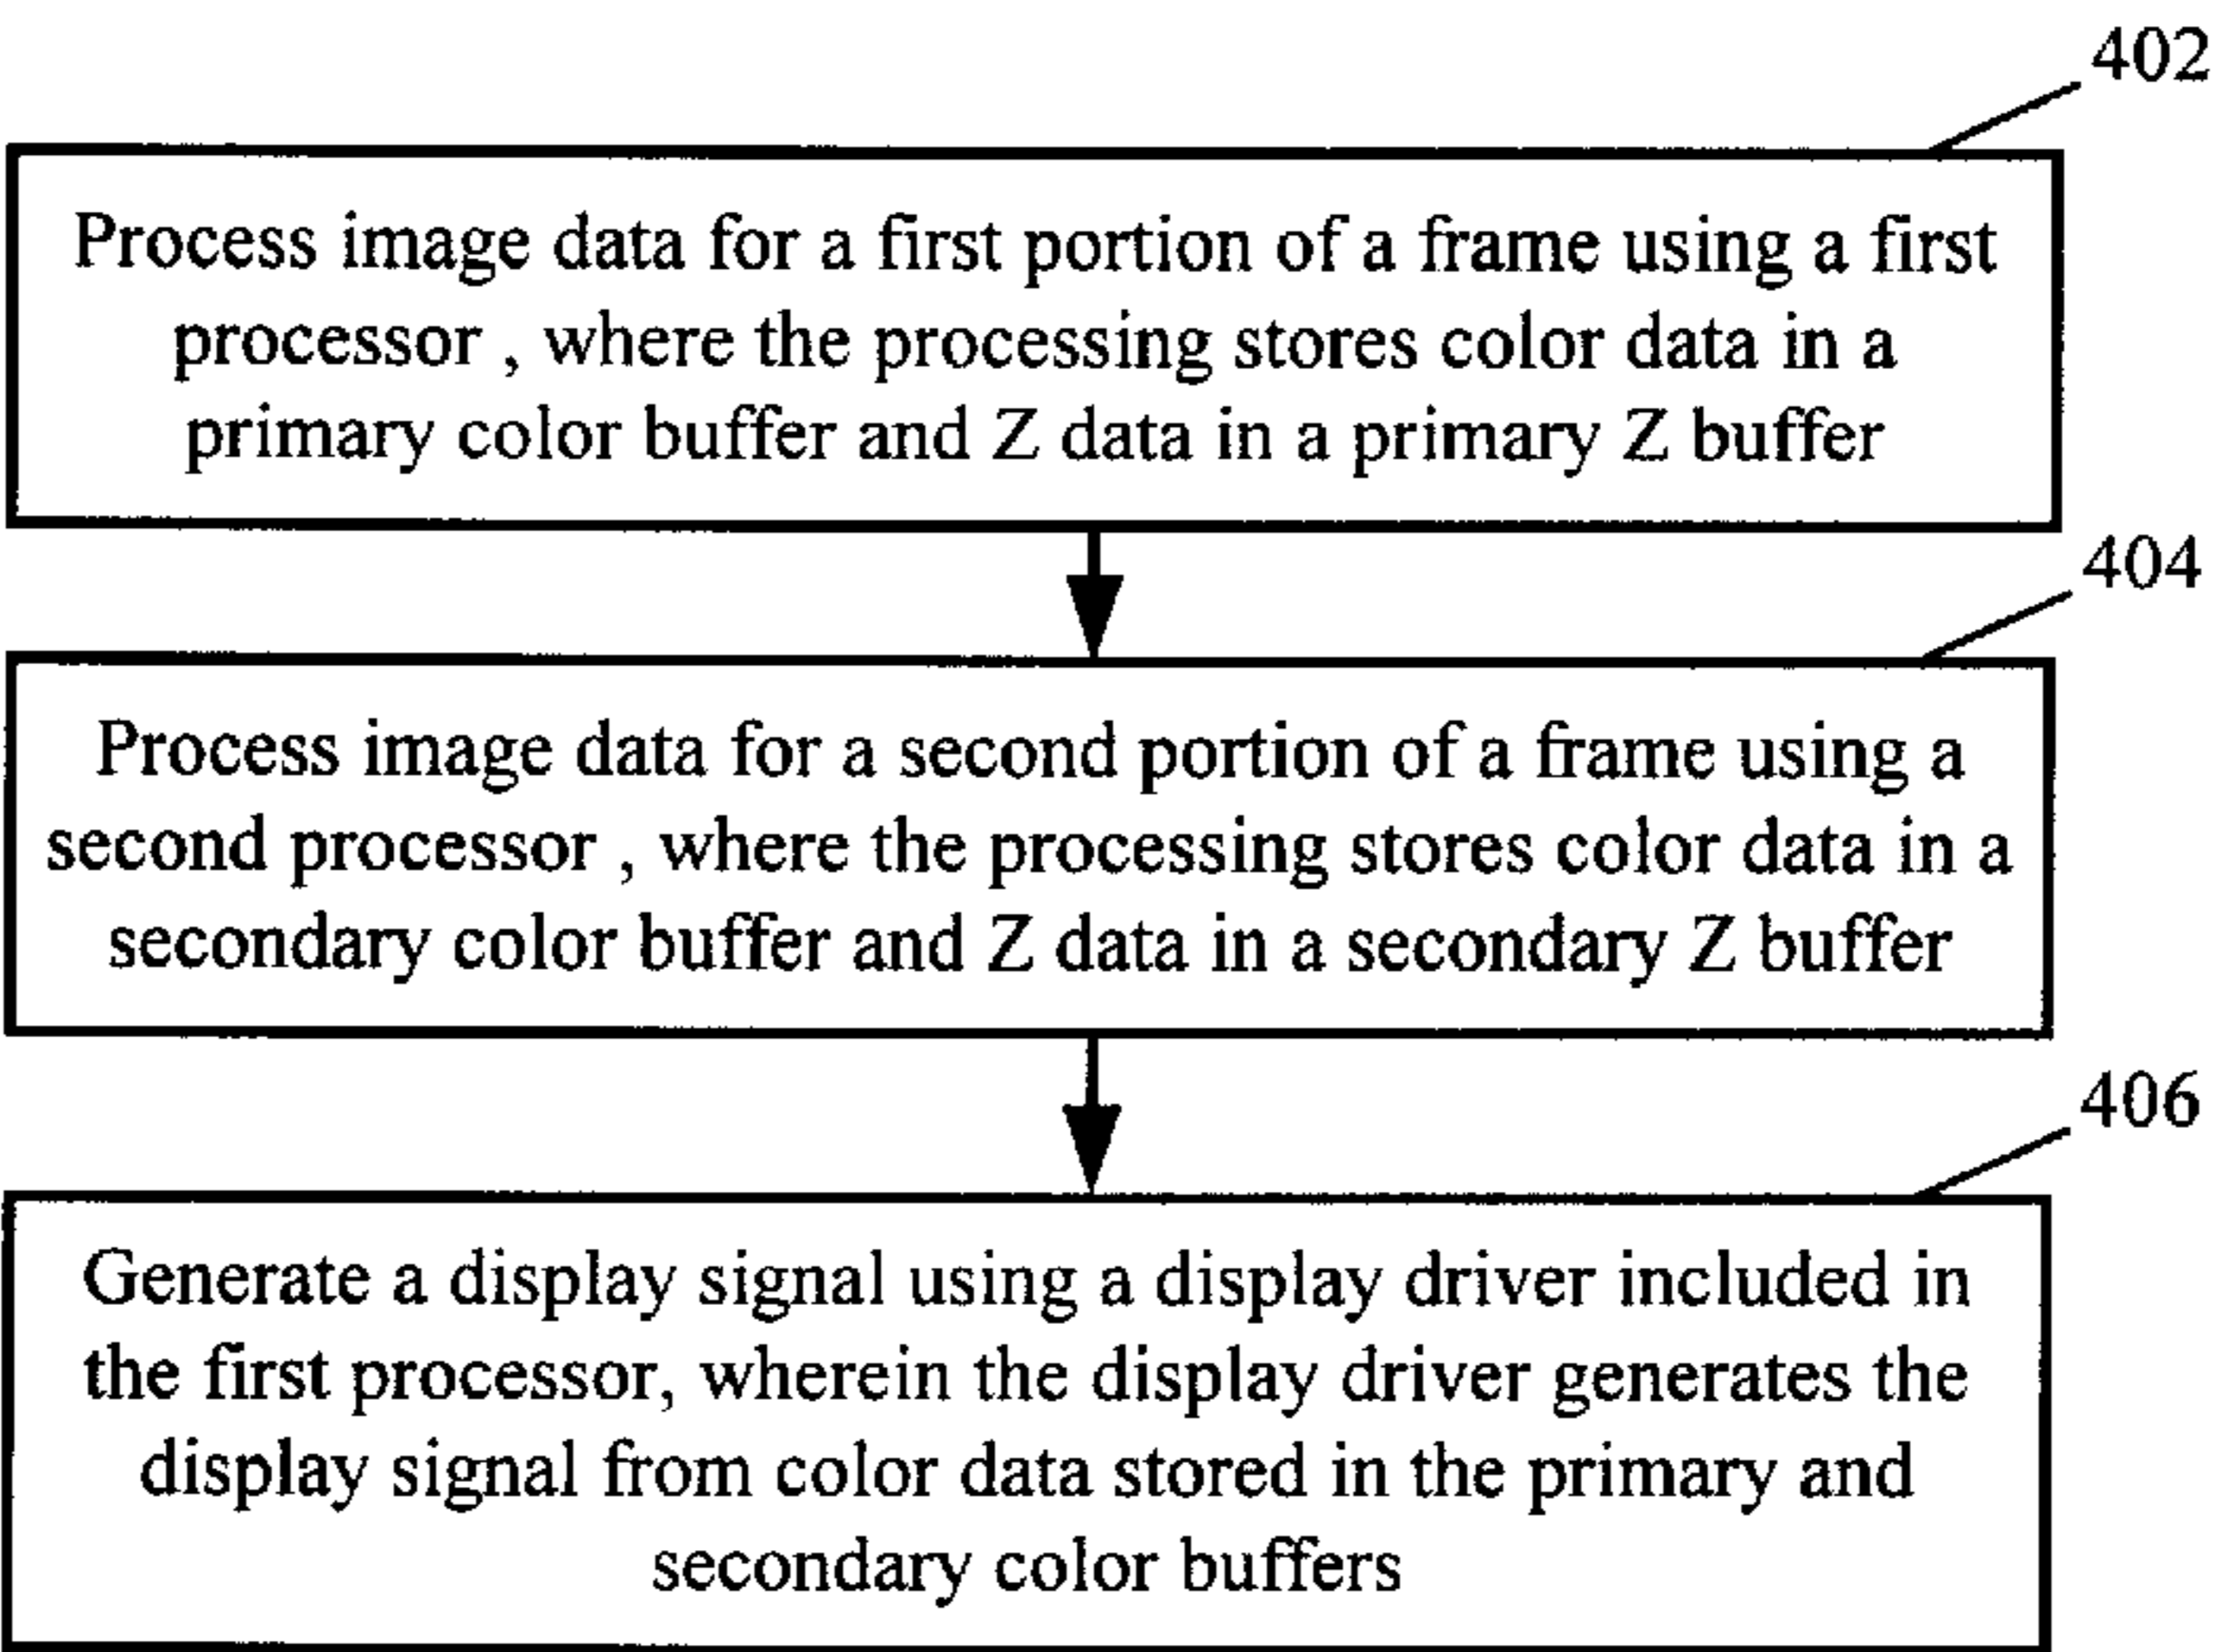 402
Process image data for a first portion of a frame using a first
processor , where the processing stores color data in a
primary color buffer and Z data in a primary Z buffer
404
Process image data for a second portion of a frame using a
second processor , where the processing stores color data in a
secondary color buffer and Z data in a secondary Z buffer
406
Generate a display signal using a display driver included in
the first processor, wherein the display driver generates the
display signal from color data stored in the primary and
secondary color buffers